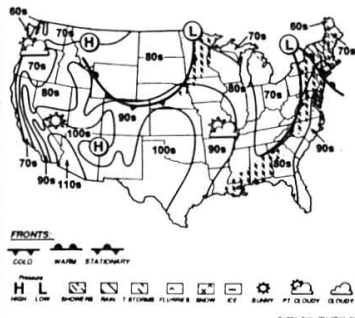 60s
70s
H
L
60s
70s
80s
70s
L
70s
80s
80s
70s
90s
100s
H
100s
90s
80s
90s
70s
90s
110s
FRONTS:
COLD WARM STATIONARY
Pressure
H L
HIGH LOW SHOWERS RAIN T-STORMS FLURRIES SNOW ICE SUNNY PT. CLOUDY CLOUDY